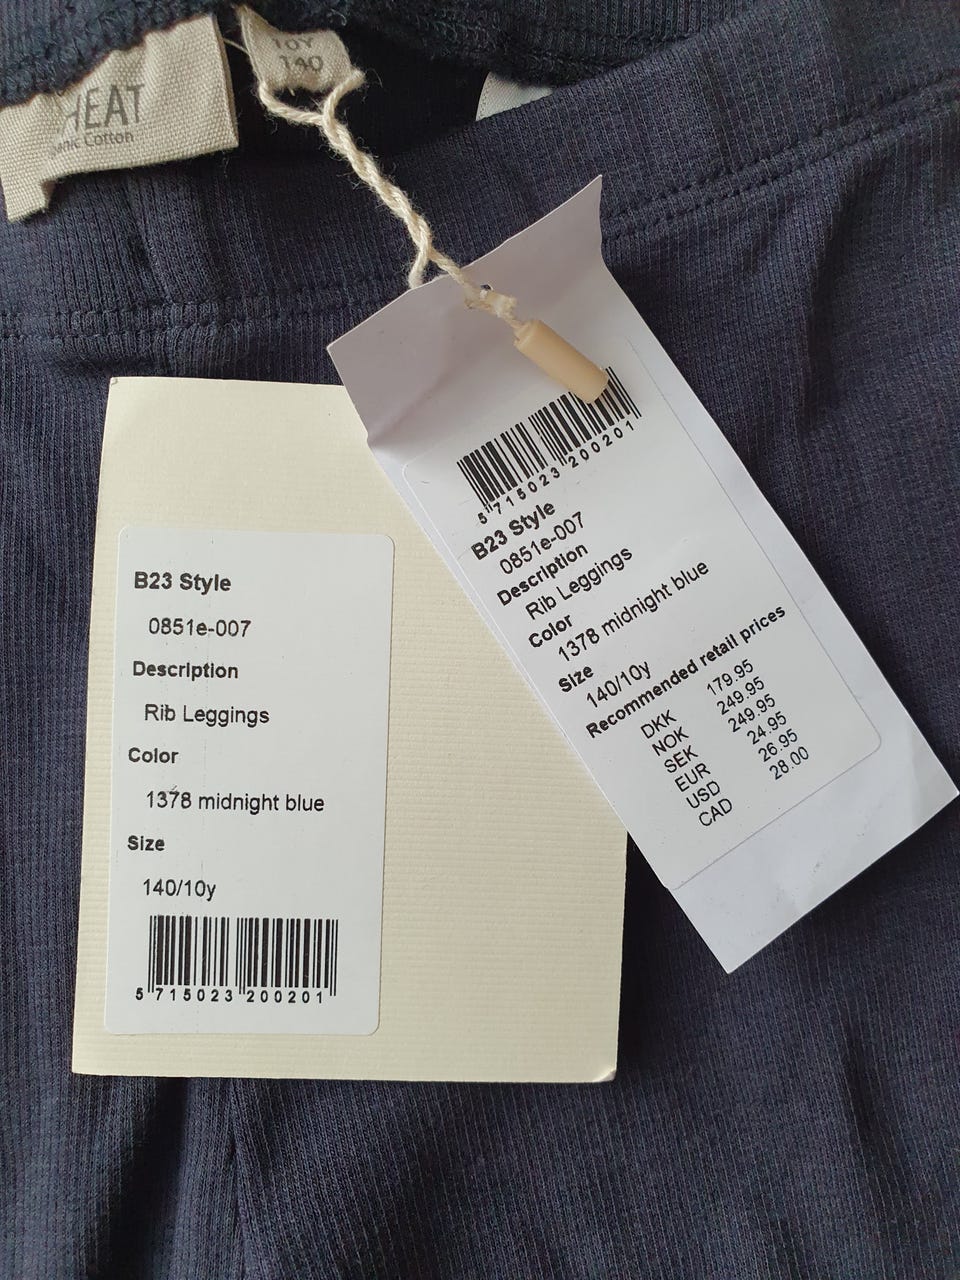 HEAT
anic Cotton
10Y
140
B23 Style
0851e-007
Description
Rib Leggings
Color
1378 midnight blue
Size
140/10y
5 715023 200201
5 715023 200201
B23 Style
0851e-007
Description
Rib Leggings
Color
1378 midnight blue
Size
140/10y
Recommended retail prices
DKK 179.95
NOK 249.95
SEK 249.95
EUR 24.95
USD 26.95
CAD 28.00